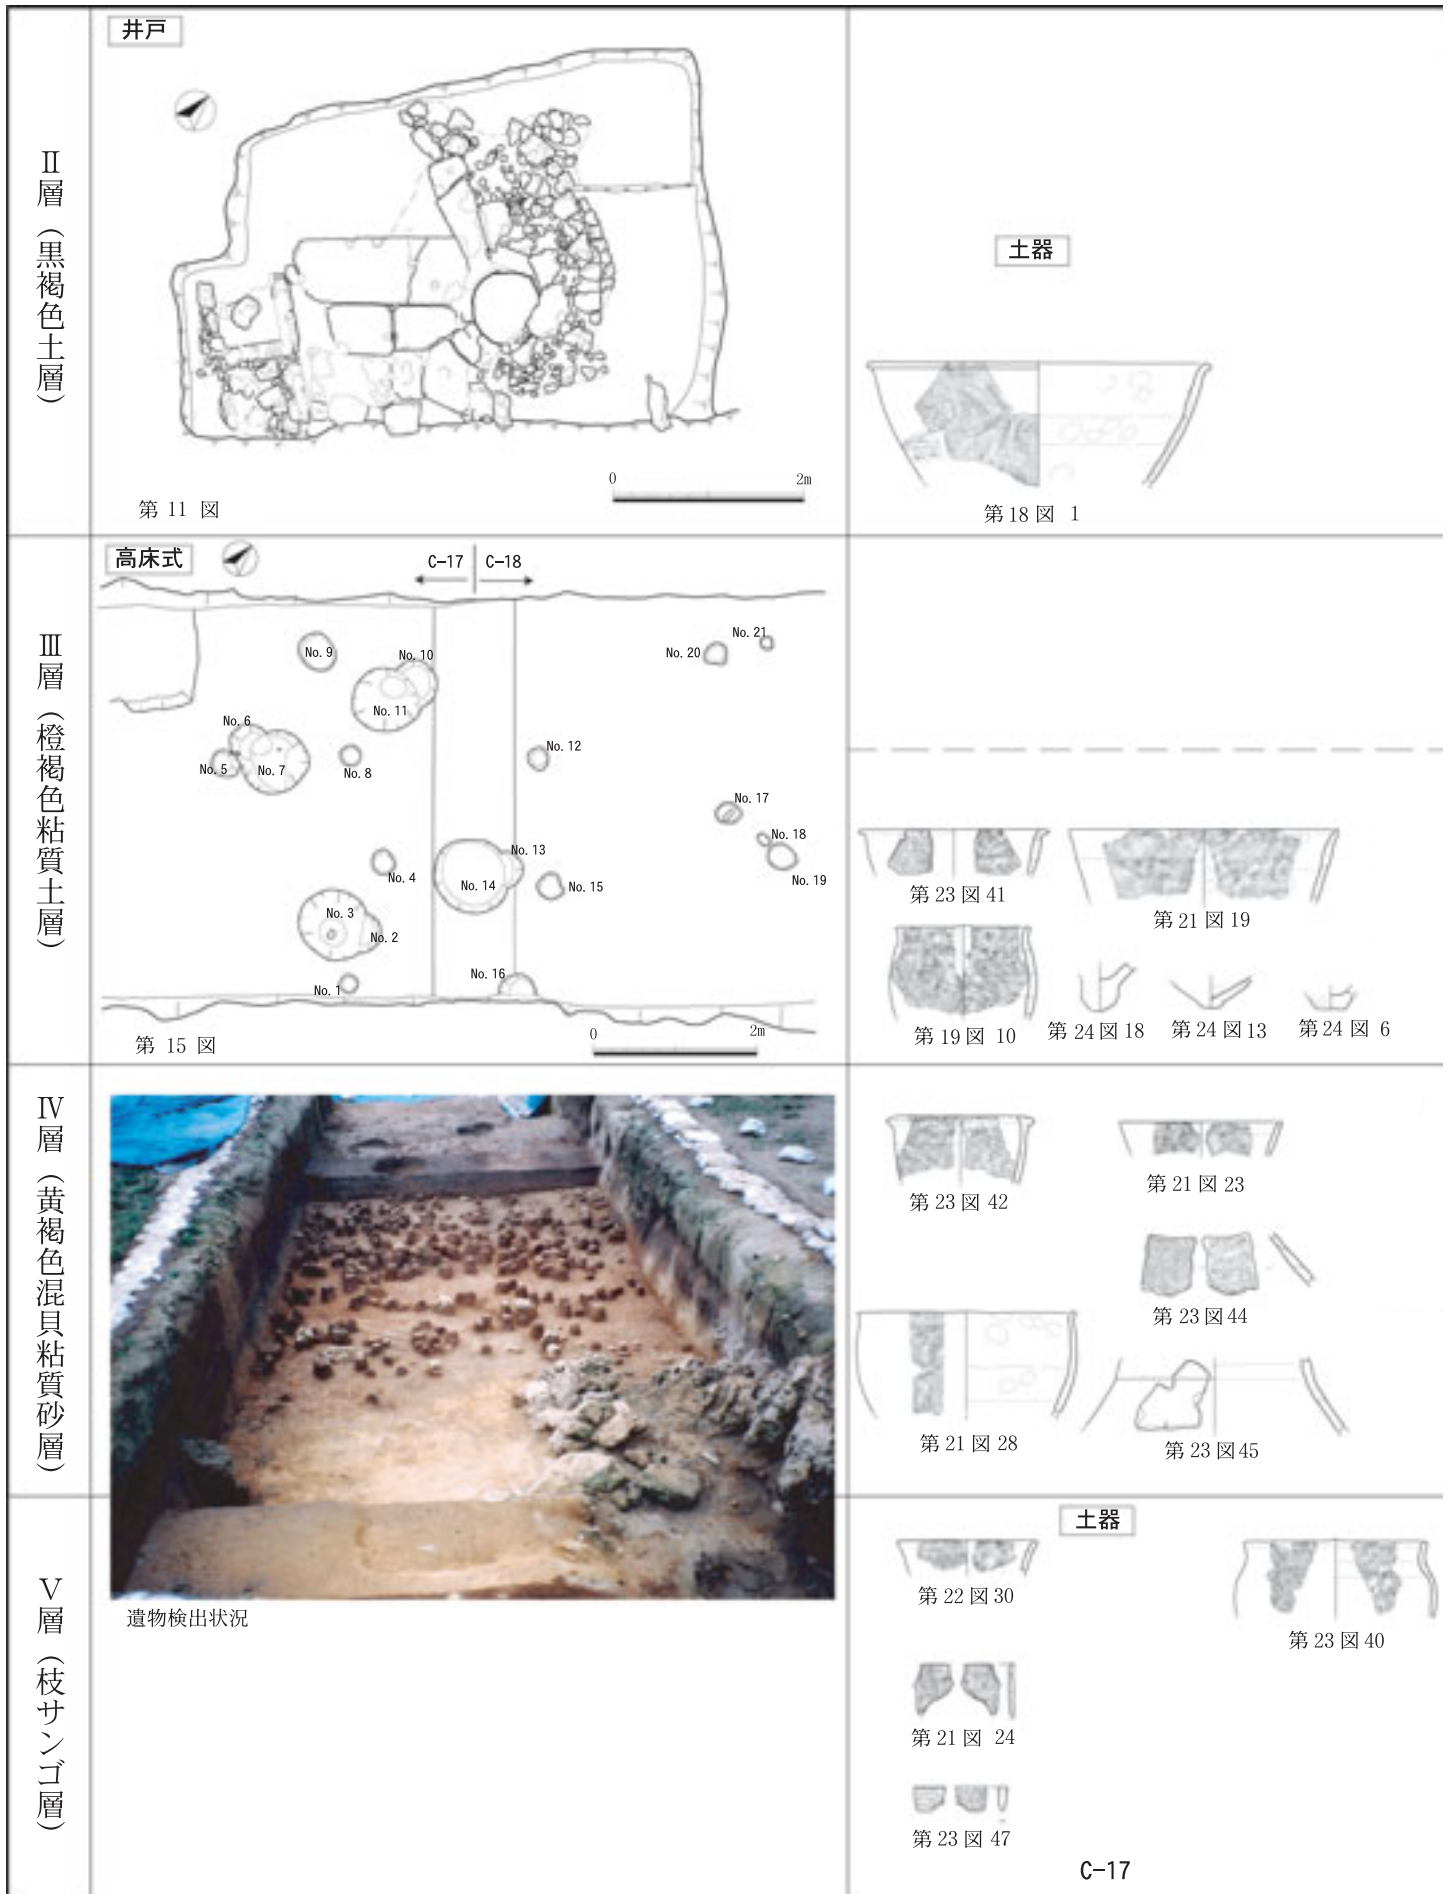 Ⅱ層（黒褐色土層）
井戸
0 2m
第 11 図
土器
第18 図 1
Ⅲ層（橙褐色粘質土層）
高床式
C-17 C-18
No. 9
No. 10
No. 11
No. 6
No. 5
No. 7
No. 8
No. 4
No. 3
No. 2
No. 1
No. 20
No. 21
No. 12
No. 17
No. 18
No. 19
No. 13
No. 14
No. 15
No. 16
0 2m
第 15 図
第 23 図 41
第 21 図 19
第 19 図 10
第 24 図 18
第 24 図 13
第 24 図 6
Ⅳ層（黄褐色混貝粘質砂層）
遺物検出状況
第 23 図 42
第 21 図 23
第 23 図 44
第 21 図 28
第 23 図 45
Ⅴ層（枝サンゴ層）
土器
第 22 図 30
第 23 図 40
第 21 図 24
第 23 図 47
C-17